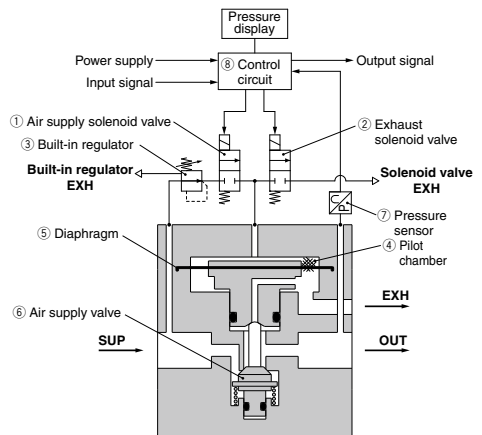 Pressure
display
Power supply
Input signal
⑧ Control
circuit
Output signal
① Air supply solenoid valve
③ Built-in regulator
② Exhaust
solenoid valve
Built-in regulator
EXH
Solenoid valve
EXH
P
⑦ Pressure
sensor
⑤ Diaphragm
④ Pilot
chamber
EXH
⑥ Air supply valve
SUP
OUT